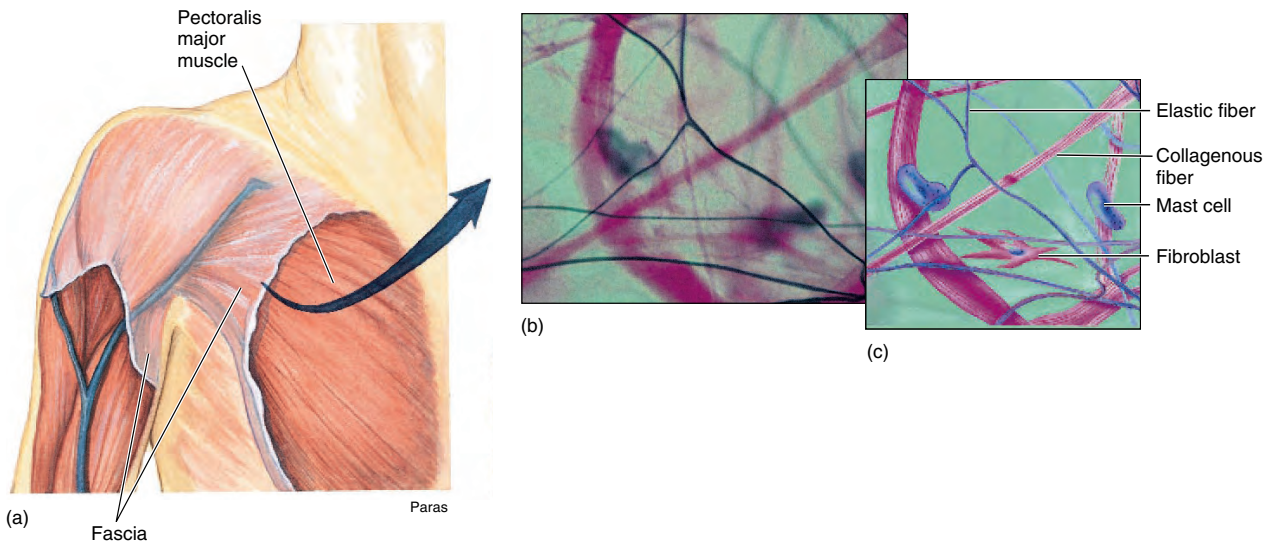 Pectoralis
major
muscle
Elastic fiber
Collagenous
fiber
Mast cell
Fibroblast
(b)
(c)
Paras
(a)
Fascia